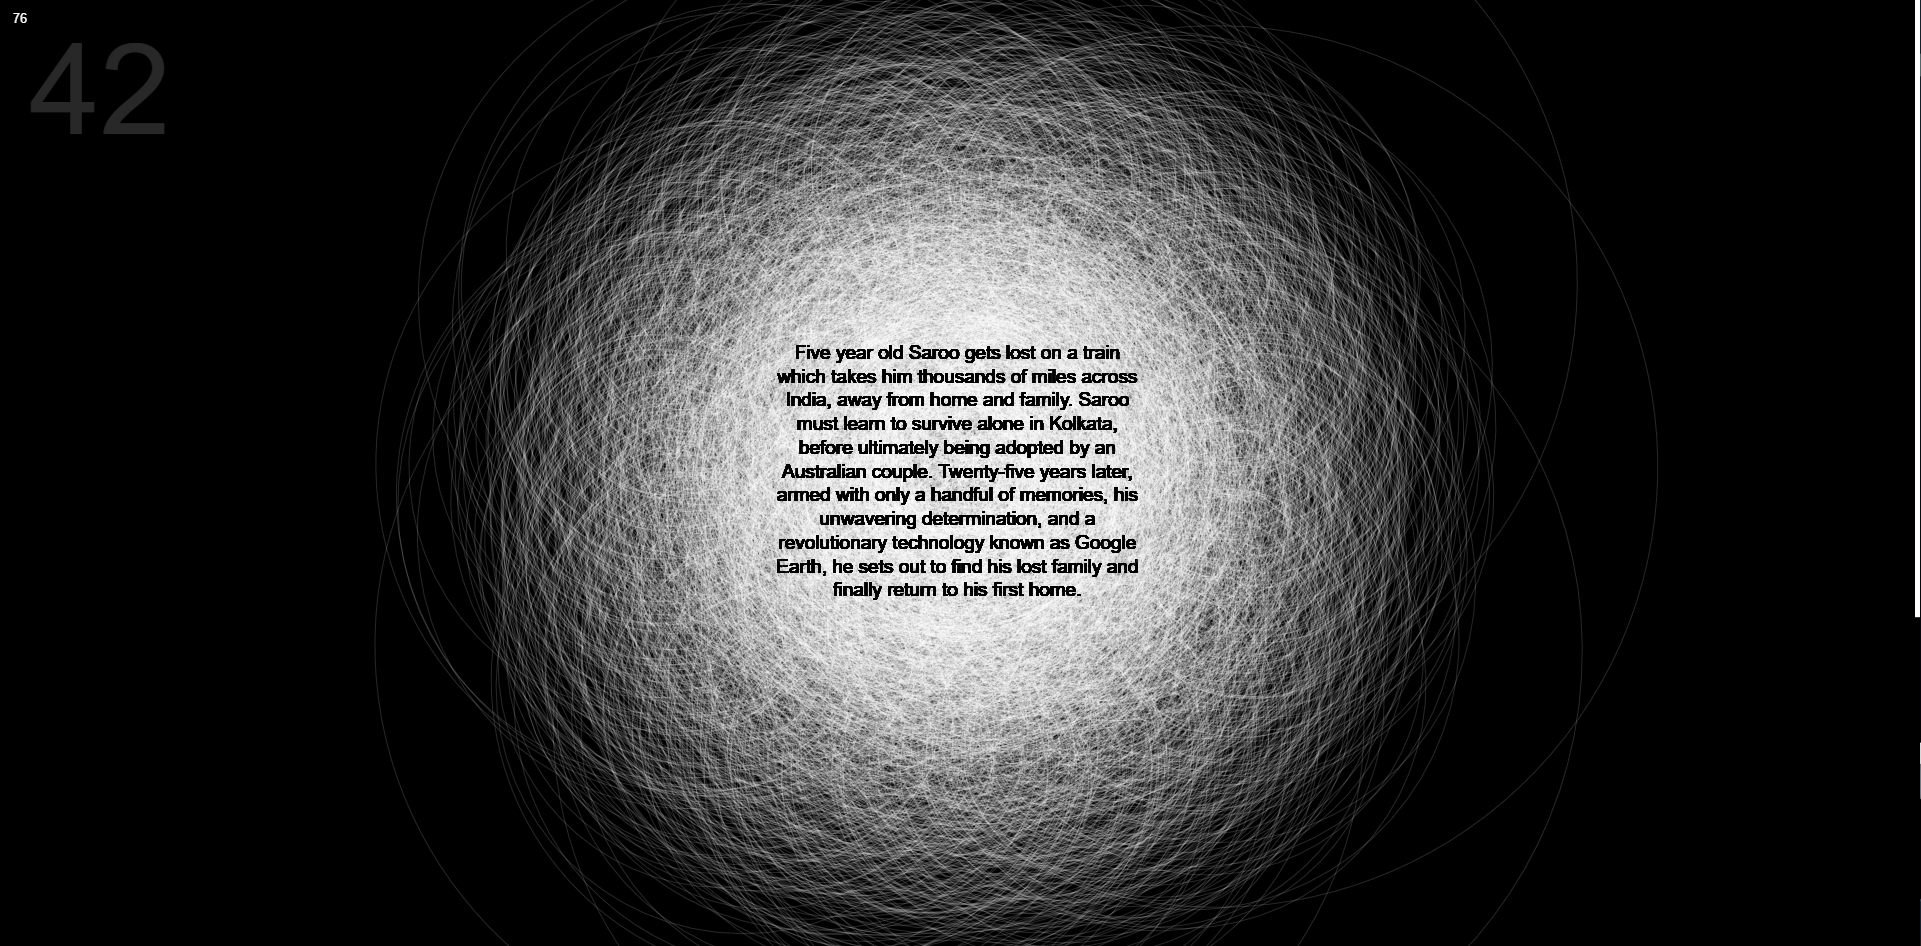 76
42
Five year old Saroo gets lost on a train
which takes him thousands of miles across
India, away from home and family. Saroo
must learn to survive alone in Kolkata,
before ultimately being adopted by an
Australian couple. Twenty-five years later,
armed with only a handful of memories, his
unwavering determination, and a
revolutionary technology known as Google
Earth, he sets out to find his lost family and
finally return to his first home.